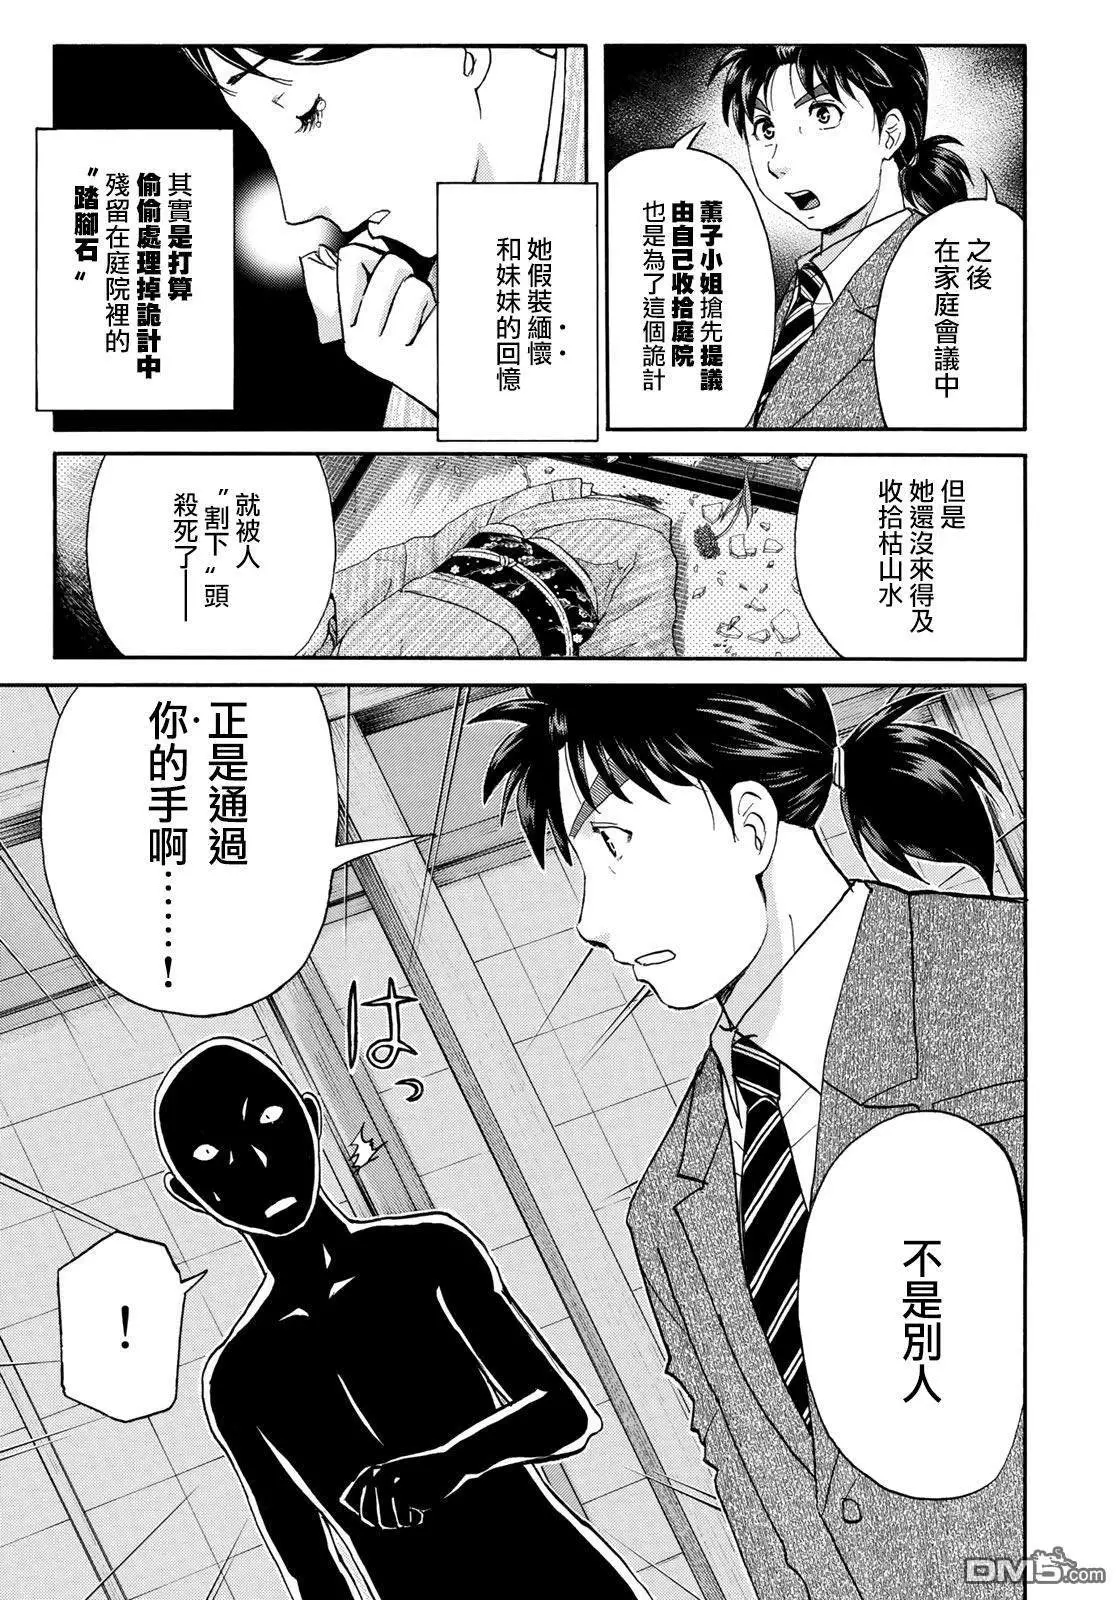 之後
在家庭會議中
薫子小姐搶先提議
由自己收拾庭院
也是為了這個詭計
她假裝緬懷
和妹妹的回憶
其實是打算
偷偷處理掉詭計中
殘留在庭院裡的
〝踏腳石〞
但是
她還沒來得及
收拾枯山水
就被人
〝割下〞頭
殺死了——
不是別人
正是通過
你的手啊……！
はっ
！
DM5.com